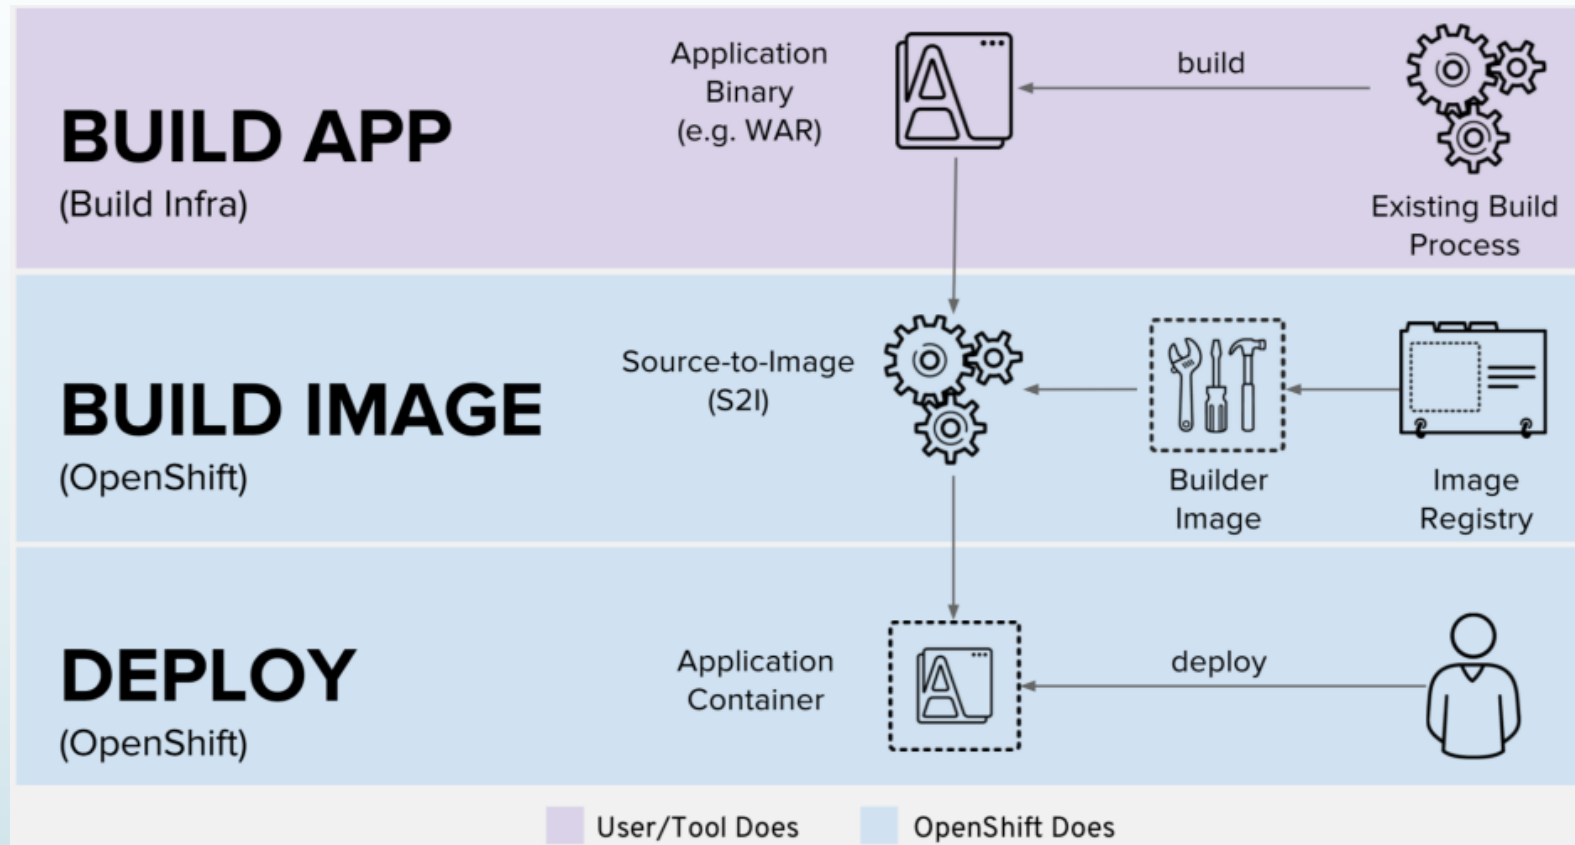 BUILD APP
(Build Infra)
Application
Binary
(e.g. WAR)
build
Existing Build
Process
BUILD IMAGE
(OpenShift)
Source-to-Image
(S2I)
Builder
Image
Image
Registry
DEPLOY
(OpenShift)
Application
Container
deploy
User/Tool Does
OpenShift Does